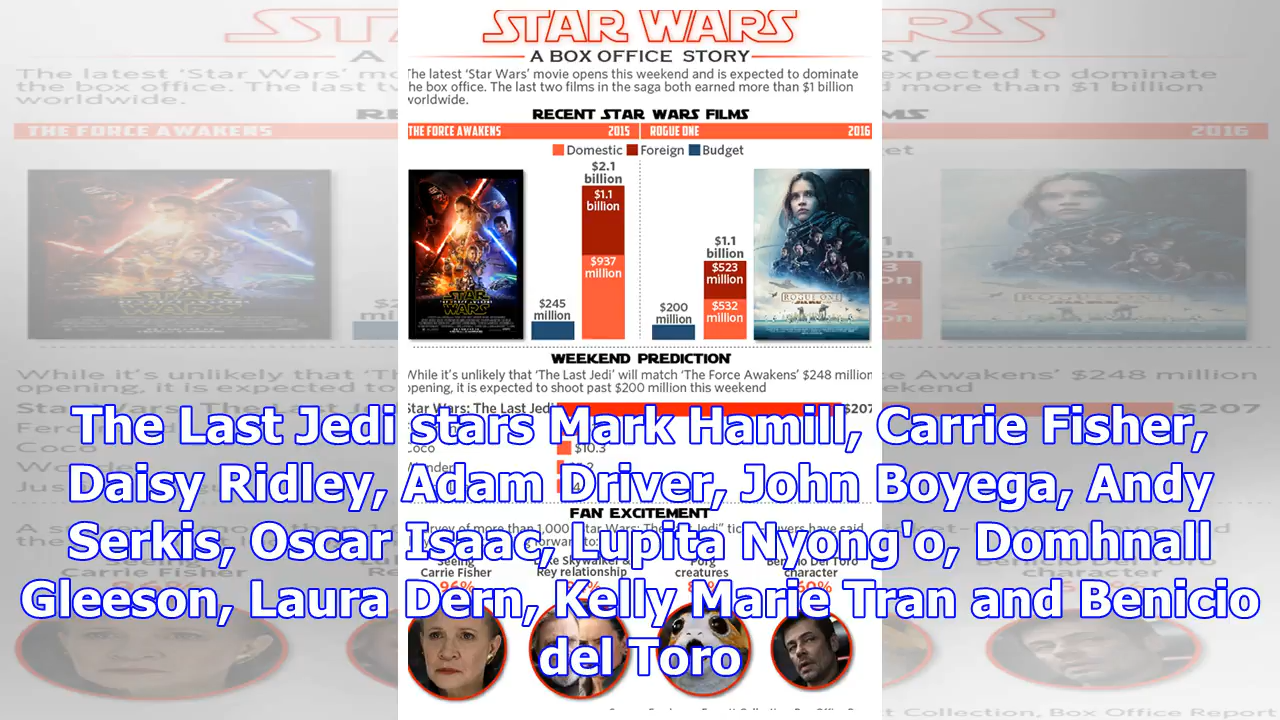 STAR WARS
A BOX OFFICE STORY
The latest 'Star Wars' movie opens this weekend and is expected to dominate
the box office. The last two films in the saga both earned more than $1 billion
worldwide.
RECENT STAR WARS FILMS
THE FORCE AWAKENS 2015 ROGUE ONE 2016
Domestic Foreign Budget
$2.1
billion
$1.1
billion
$937
million
$245
million
$1.1
billion
$523
million
$532
million
$200
million
STAR
WARS
ROGUE ONE
WEEKEND PREDICTION
While it's unlikely that 'The Last Jedi' will match 'The Force Awakens' $248 million
opening, it is expected to shoot past $200 million this weekend
Star Wars: The Last Jedi $207
Coco $10.3
The Last Jedi stars Mark Hamill, Carrie Fisher,
Daisy Ridley, Adam Driver, John Boyega, Andy
Serkis, Oscar Isaac, Lupita Nyong'o, Domhnall
Gleeson, Laura Dern, Kelly Marie Tran and Benicio
del Toro
FAN EXCITEMENT
Seeing
Carrie Fisher
Rey relationship
Porg
creatures
Benicio Del Toro
character